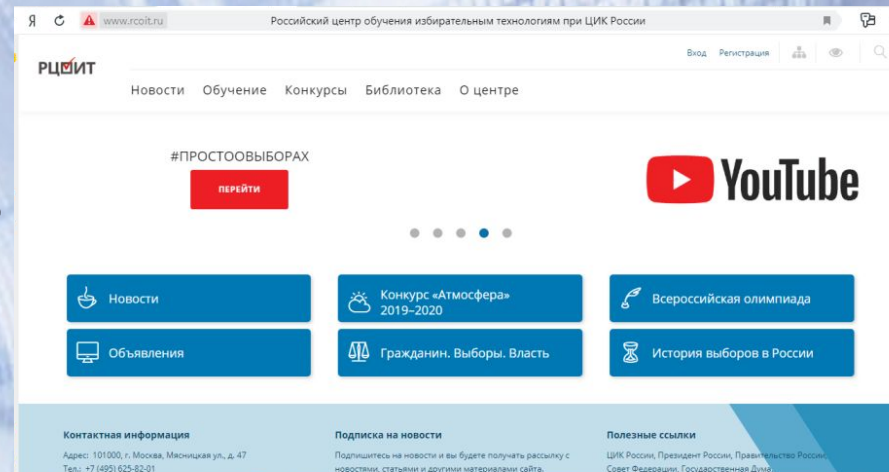 Я www.rcoit.ru Российский центр обучения избирательным технологиям при ЦИК России
Вход Регистрация
РЦОИТ
Новости Обучение Конкурсы Библиотека О центре
#ПРОСТООВЫБОРАХ
ПЕРЕЙТИ
YouTube
Новости
Конкурс «Атмосфера»
2019–2020
Всероссийская олимпиада
Объявления
Гражданин. Выборы. Власть
История выборов в России
Контактная информация
Адрес: 101000, г. Москва, Мясницкая ул., д. 47
Тел.: +7 (495) 625-82-01
Подписка на новости
Подпишитесь на новости и вы будете получать рассылку с
новостями, статьями и другими материалами сайта.
Полезные ссылки
ЦИК России, Президент России, Правительство России,
Совет Федерации, Государственная Дума